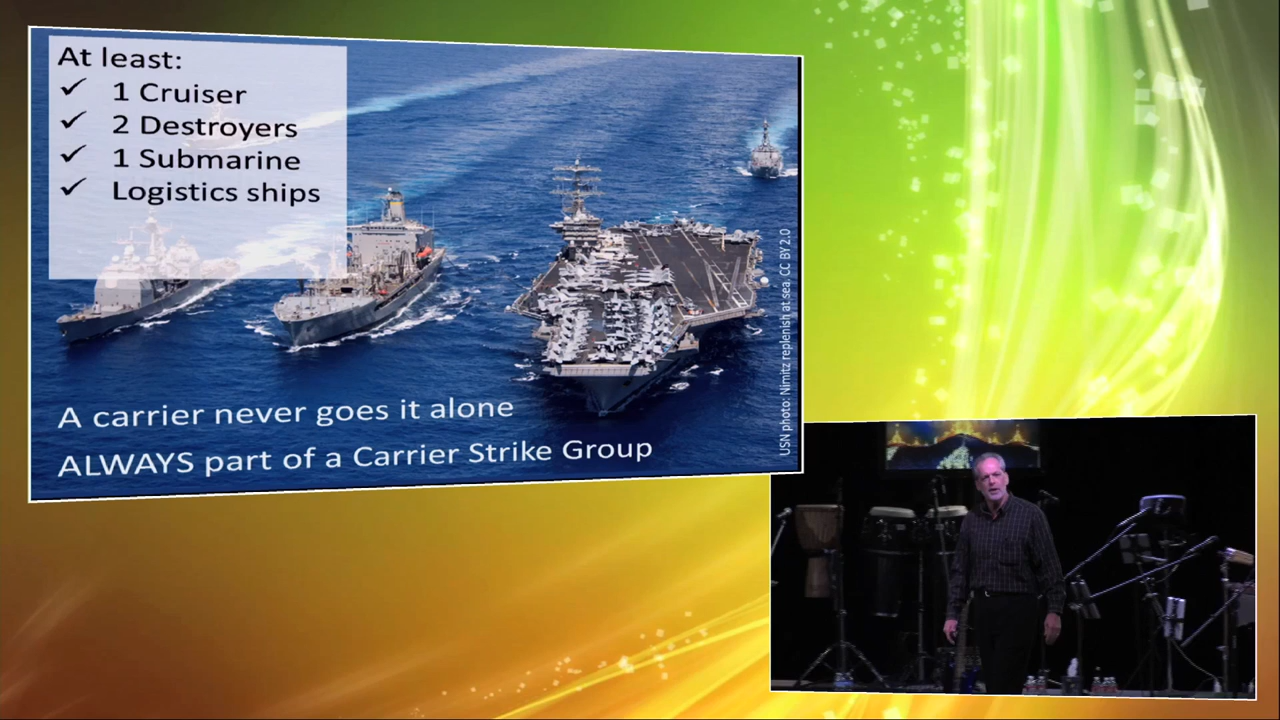 At least:
✓ 1 Cruiser
✓ 2 Destroyers
✓ 1 Submarine
✓ Logistics ships
A carrier never goes it alone
ALWAYS part of a Carrier Strike Group
USN photo: Nimitz replenish at sea, CC BY 2.0